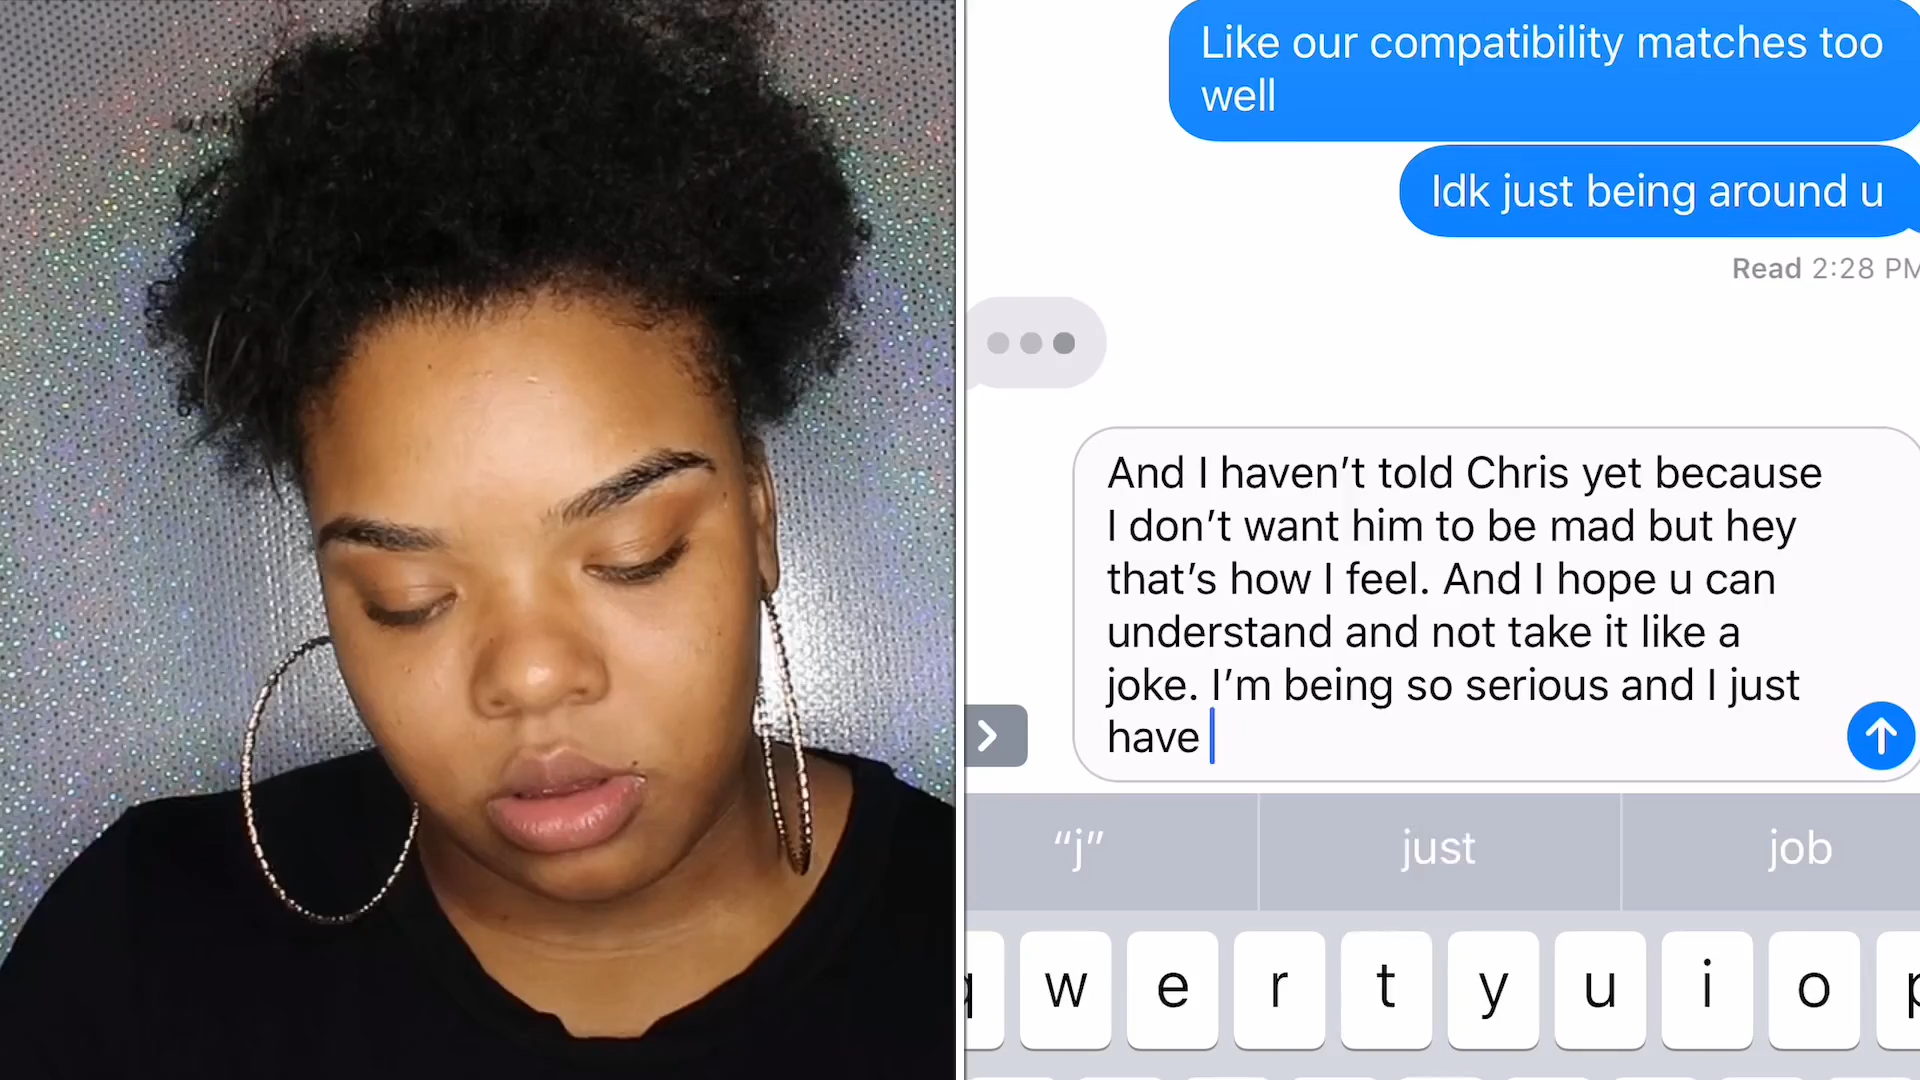 Like our compatibility matches too
well
Idk just being around u
Read 2:28 PM
And I haven't told Chris yet because
I don't want him to be mad but hey
that's how I feel. And I hope u can
understand and not take it like a
joke. I'm being so serious and I just
have
“j” just job
q w e r t y u i o p